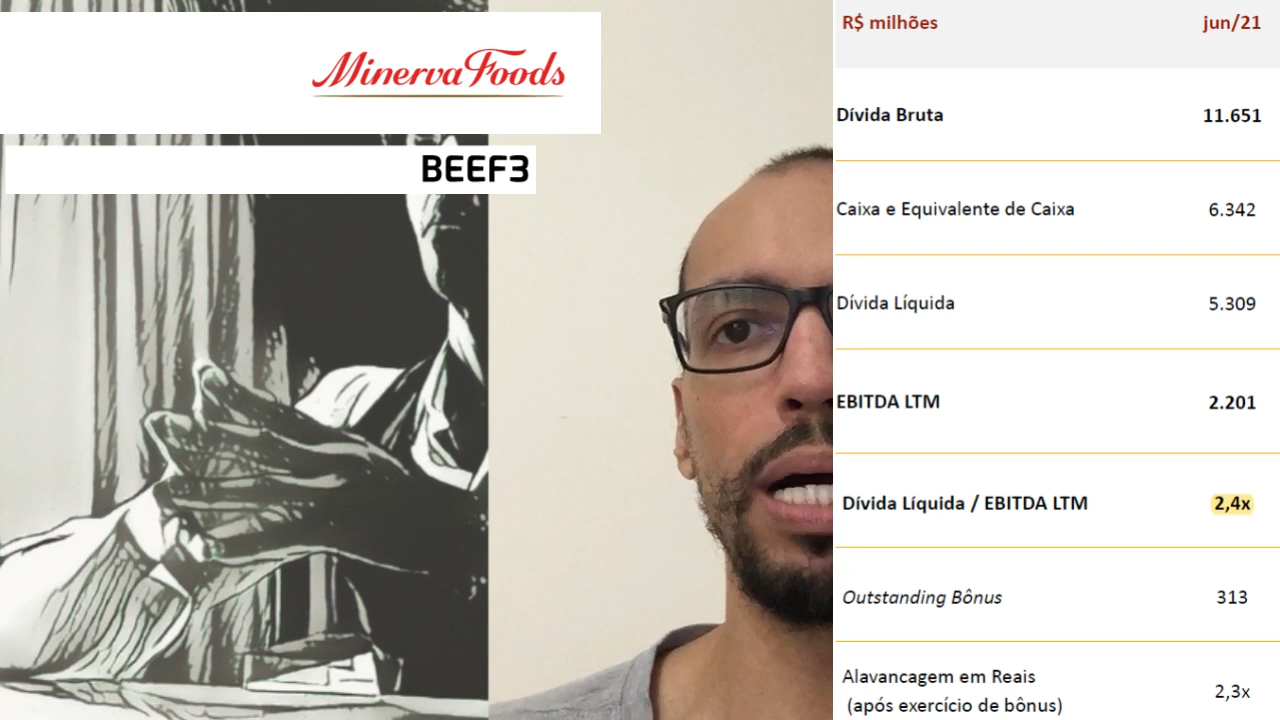 Minerva Foods
BEEF3
R$ milhões jun/21
Dívida Bruta 11.651
Caixa e Equivalente de Caixa 6.342
Dívida Líquida 5.309
EBITDA LTM 2.201
Dívida Líquida / EBITDA LTM 2,4x
Outstanding Bônus 313
Alavancagem em Reais
(após exercício de bônus) 2,3x